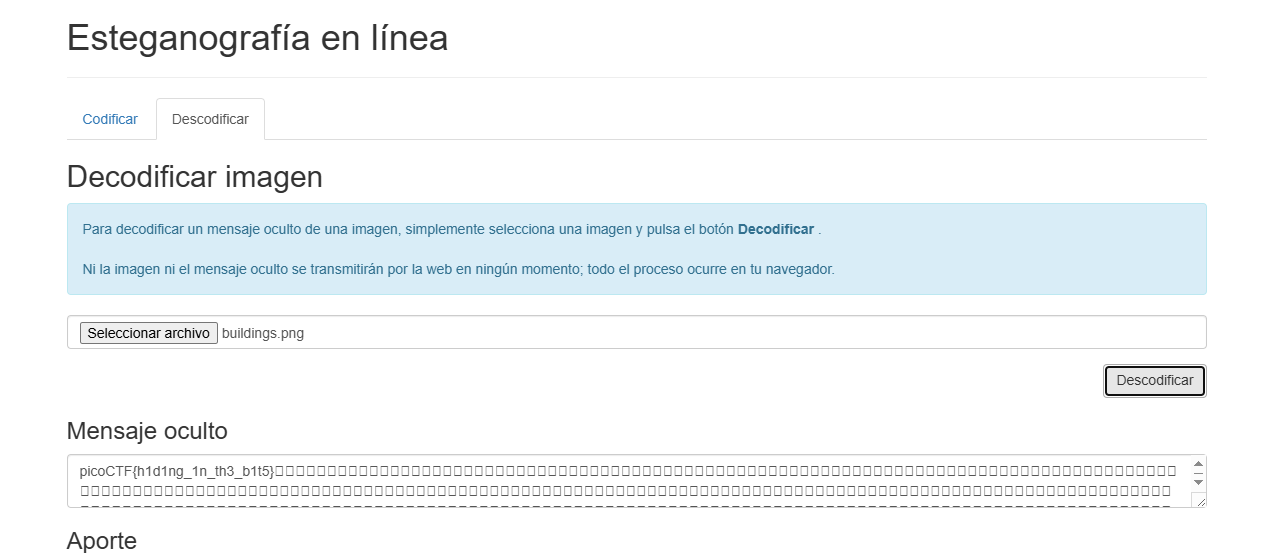 Esteganografía en línea
Codificar
Descodificar
Decodificar imagen
Para decodificar un mensaje oculto de una imagen, simplemente selecciona una imagen y pulsa el botón Decodificar .
Ni la imagen ni el mensaje oculto se transmitirán por la web en ningún momento; todo el proceso ocurre en tu navegador.
Seleccionar archivo buildings.png
Descodificar
Mensaje oculto
picoCTF{h1d1ng_1n_th3_b1t5}
Aporte